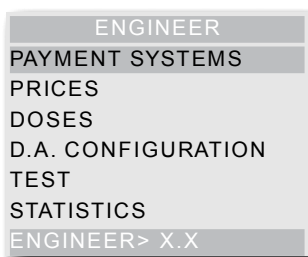 ENGINEER
PAYMENT SYSTEMS
PRICES
DOSES
D.A. CONFIGURATION
TEST
STATISTICS
ENGINEER> X.X